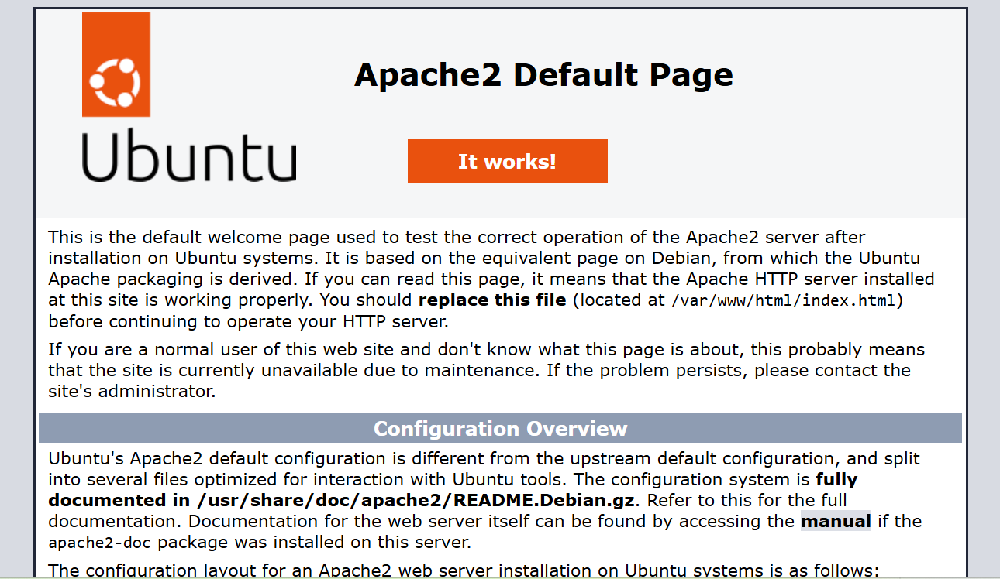 Apache2 Default Page
Ubuntu
It works!
This is the default welcome page used to test the correct operation of the Apache2 server after
installation on Ubuntu systems. It is based on the equivalent page on Debian, from which the Ubuntu
Apache packaging is derived. If you can read this page, it means that the Apache HTTP server installed
at this site is working properly. You should replace this file (located at /var/www/html/index.html)
before continuing to operate your HTTP server.
If you are a normal user of this web site and don't know what this page is about, this probably means
that the site is currently unavailable due to maintenance. If the problem persists, please contact the
site's administrator.
Configuration Overview
Ubuntu's Apache2 default configuration is different from the upstream default configuration, and split
into several files optimized for interaction with Ubuntu tools. The configuration system is fully
documented in /usr/share/doc/apache2/README.Debian.gz. Refer to this for the full
documentation. Documentation for the web server itself can be found by accessing the manual if the
apache2-doc package was installed on this server.
The configuration layout for an Apache2 web server installation on Ubuntu systems is as follows: